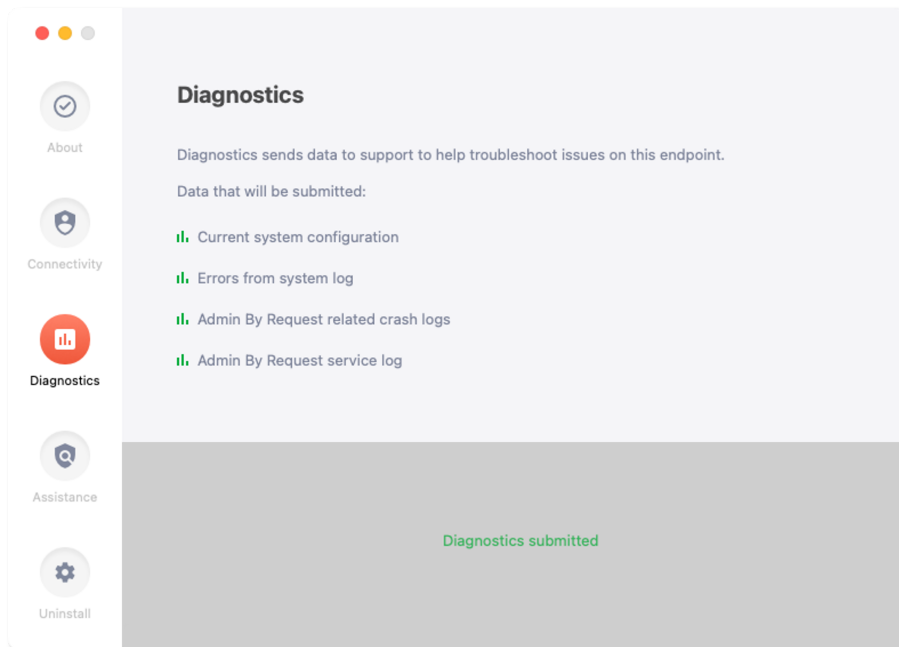 About
Connectivity
Diagnostics
Assistance
Uninstall
Diagnostics
Diagnostics sends data to support to help troubleshoot issues on this endpoint.
Data that will be submitted:
Current system configuration
Errors from system log
Admin By Request related crash logs
Admin By Request service log
Diagnostics submitted